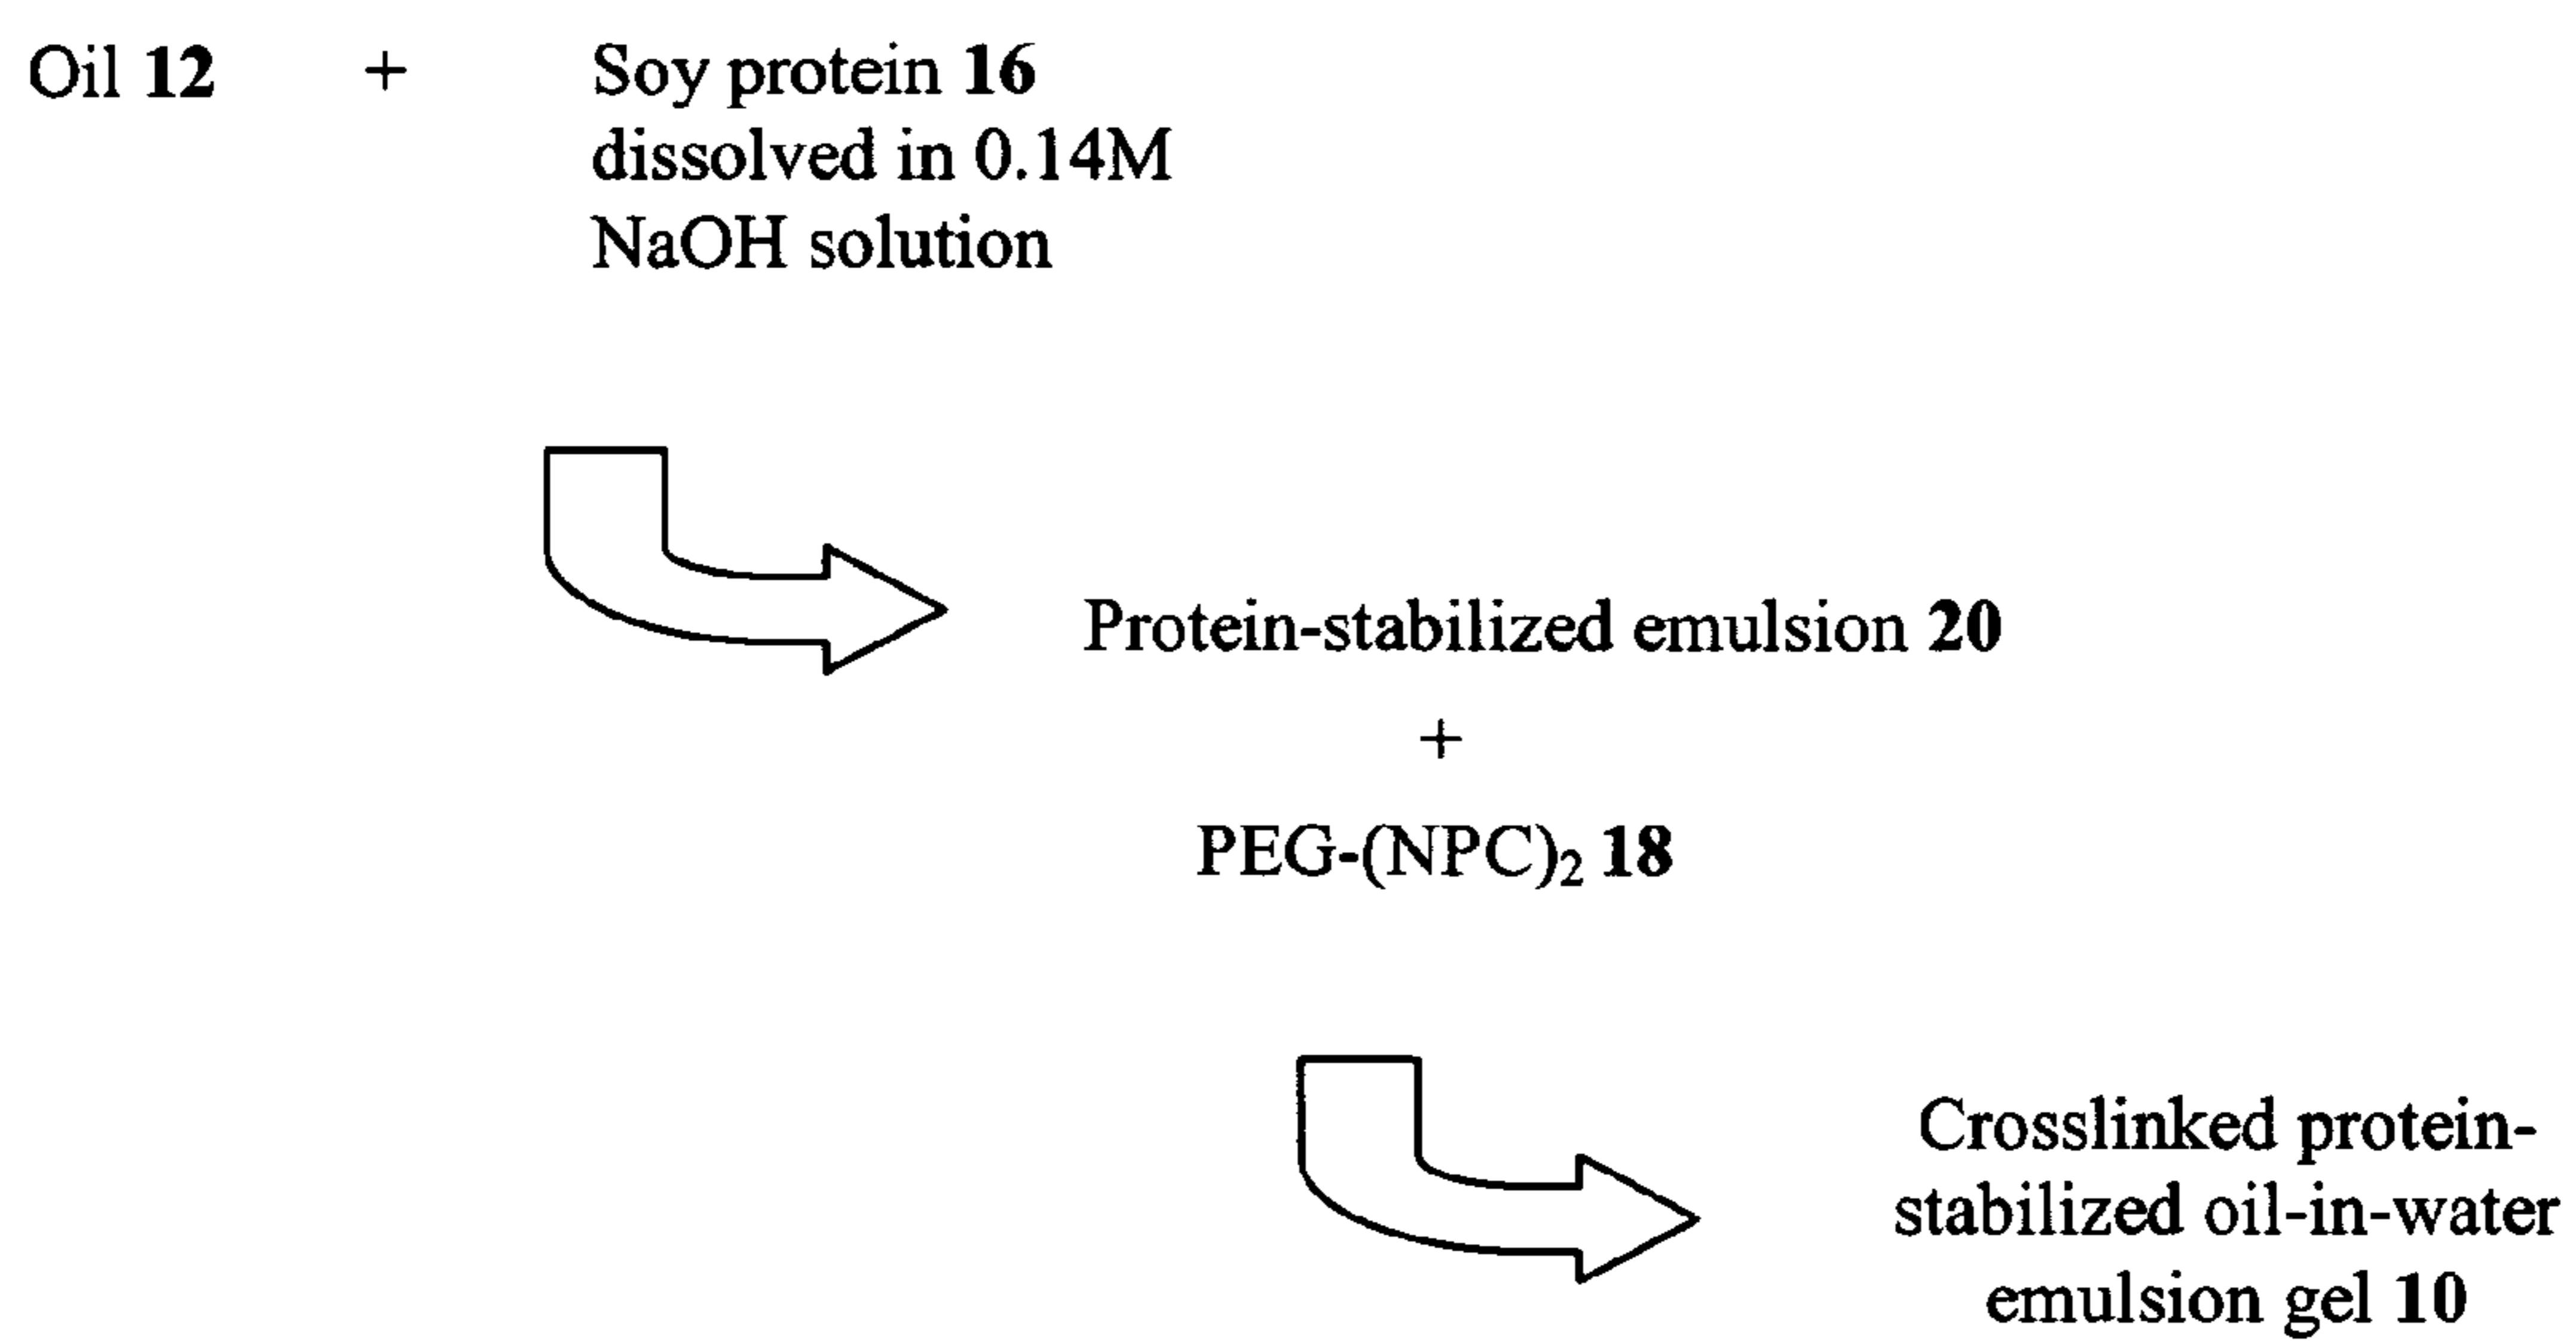 Oil 12 + Soy protein 16
dissolved in 0.14M
NaOH solution
Protein-stabilized emulsion 20
+
PEG-(NPC)₂ 18
Crosslinked protein-
stabilized oil-in-water
emulsion gel 10